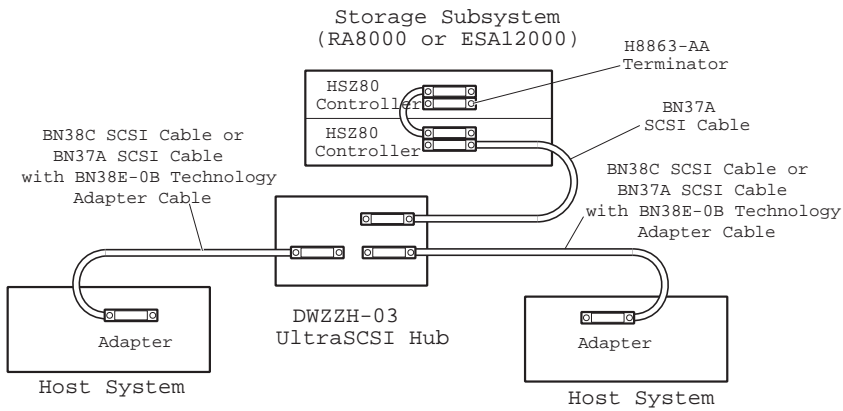 Storage Subsystem
(RA8000 or ESA12000)
H8863-AA
Terminator
HSZ80
Controller
HSZ80
Controller
BN37A
SCSI Cable
BN38C SCSI Cable or
BN37A SCSI Cable
with BN38E-0B Technology
Adapter Cable
BN38C SCSI Cable or
BN37A SCSI Cable
with BN38E-0B Technology
Adapter Cable
DWZZH-03
UltraSCSI Hub
Adapter
Host System
Adapter
Host System